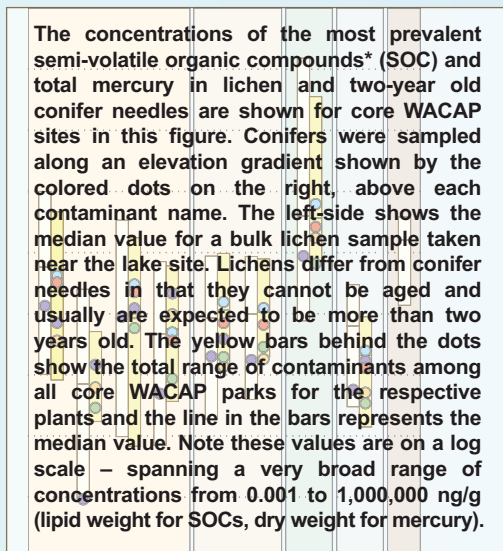 The concentrations of the most prevalent
semi-volatile organic compounds* (SOC) and
total mercury in lichen and two-year old
conifer needles are shown for core WACAP
sites in this figure. Conifers were sampled
along an elevation gradient shown by the
colored dots on the right, above each
contaminant name. The left-side shows the
median value for a bulk lichen sample taken
near the lake site. Lichens differ from conifer
needles in that they cannot be aged and
usually are expected to be more than two
years old. The yellow bars behind the dots
show the total range of contaminants among
all core WACAP parks for the respective
plants and the line in the bars represents the
median value. Note these values are on a log
scale – spanning a very broad range of
concentrations from 0.001 to 1,000,000 ng/g
(lipid weight for SOCs, dry weight for mercury).